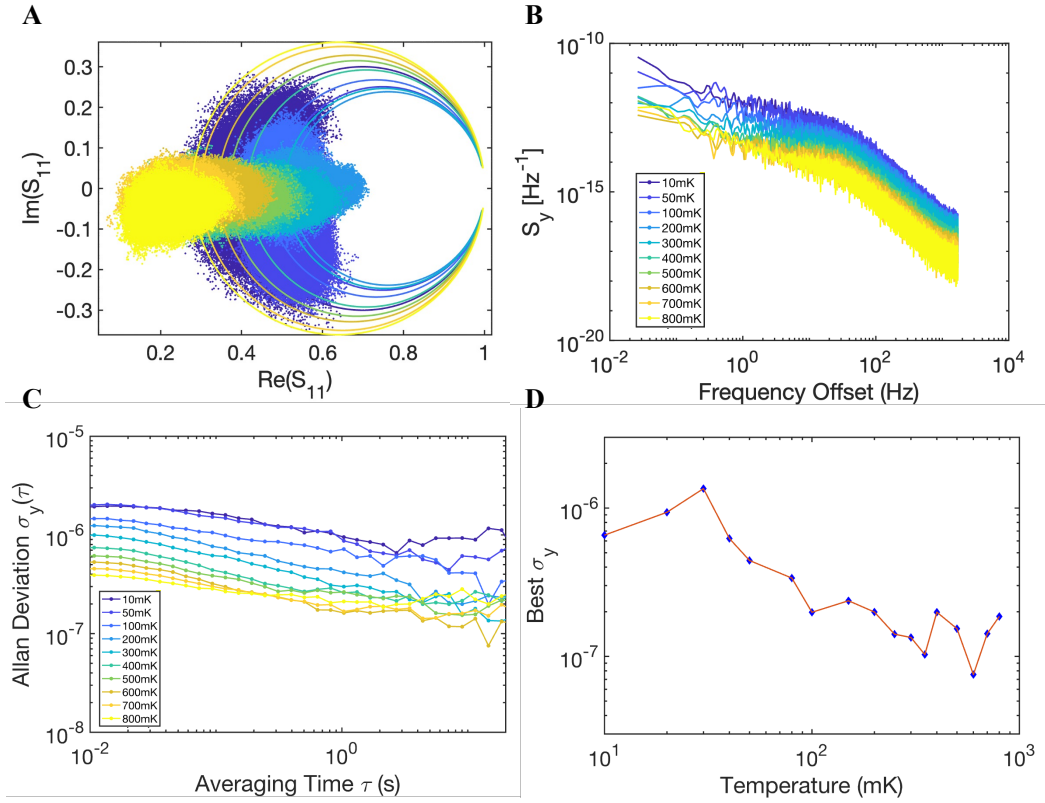 A
0.3
0.2
0.1
0
-0.1
-0.2
-0.3
Im(S11)
0.2
0.4
0.6
0.8
1
Re(S11)
B
10^-10
10^-15
10^-20
S_y [Hz^-1]
10mK
50mK
100mK
200mK
300mK
400mK
500mK
600mK
700mK
800mK
10^-2
10^0
10^2
10^4
Frequency Offset (Hz)
C
10^-5
10^-6
10^-7
10^-8
Allan Deviation σ_y(τ)
10mK
50mK
100mK
200mK
300mK
400mK
500mK
600mK
700mK
800mK
10^-2
10^0
Averaging Time τ (s)
D
10^-6
10^-7
Best σ_y
10^1
10^2
10^3
Temperature (mK)